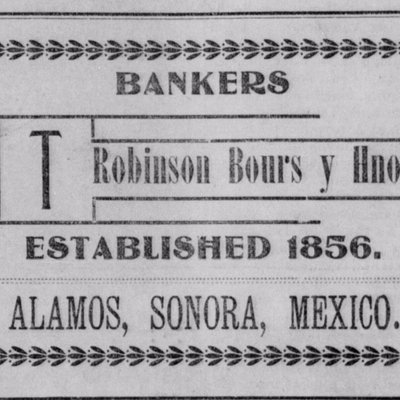 BANKERS
T Robinson Bours y Hno
ESTABLISHED 1856.
ALAMOS, SONORA, MEXICO.